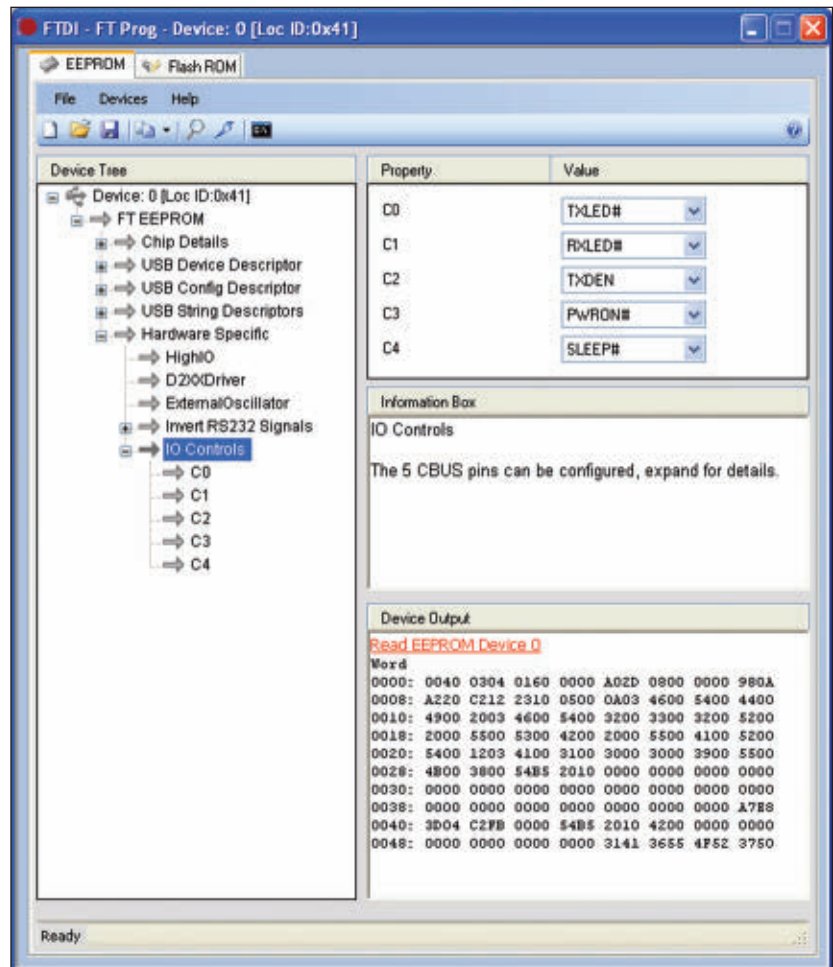 FTDI - FT Prog - Device: 0 [Loc ID:0x41]
EEPROM Flash ROM
File Devices Help
Device Tree
Device: 0 [Loc ID:0x41]
FT EEPROM
Chip Details
USB Device Descriptor
USB Config Descriptor
USB String Descriptors
Hardware Specific
HighIO
D2XXDriver
ExternalOscillator
Invert RS232 Signals
IO Controls
C0
C1
C2
C3
C4
Property Value
C0 TXLED#
C1 RXLED#
C2 TXDEN
C3 PWRON#
C4 SLEEP#
Information Box
IO Controls
The 5 CBUS pins can be configured, expand for details.
Device Output
Read EEPROM Device 0
Word
0000: 0040 0304 0160 0000 A02D 0800 0000 980A
0008: A220 C212 2310 0500 0A03 4600 5400 4400
0010: 4900 2003 4600 5400 3200 3300 3200 5200
0018: 2000 5500 5300 4200 2000 5500 4100 5200
0020: 5400 1203 4100 3100 3000 3000 3900 5500
0028: 4B00 3800 54B5 2010 0000 0000 0000 0000
0030: 0000 0000 0000 0000 0000 0000 0000 0000
0038: 0000 0000 0000 0000 0000 0000 0000 A7E8
0040: 3D04 C2FB 0000 54B5 2010 4200 0000 0000
0048: 0000 0000 0000 0000 3141 3655 4F52 3750
Ready